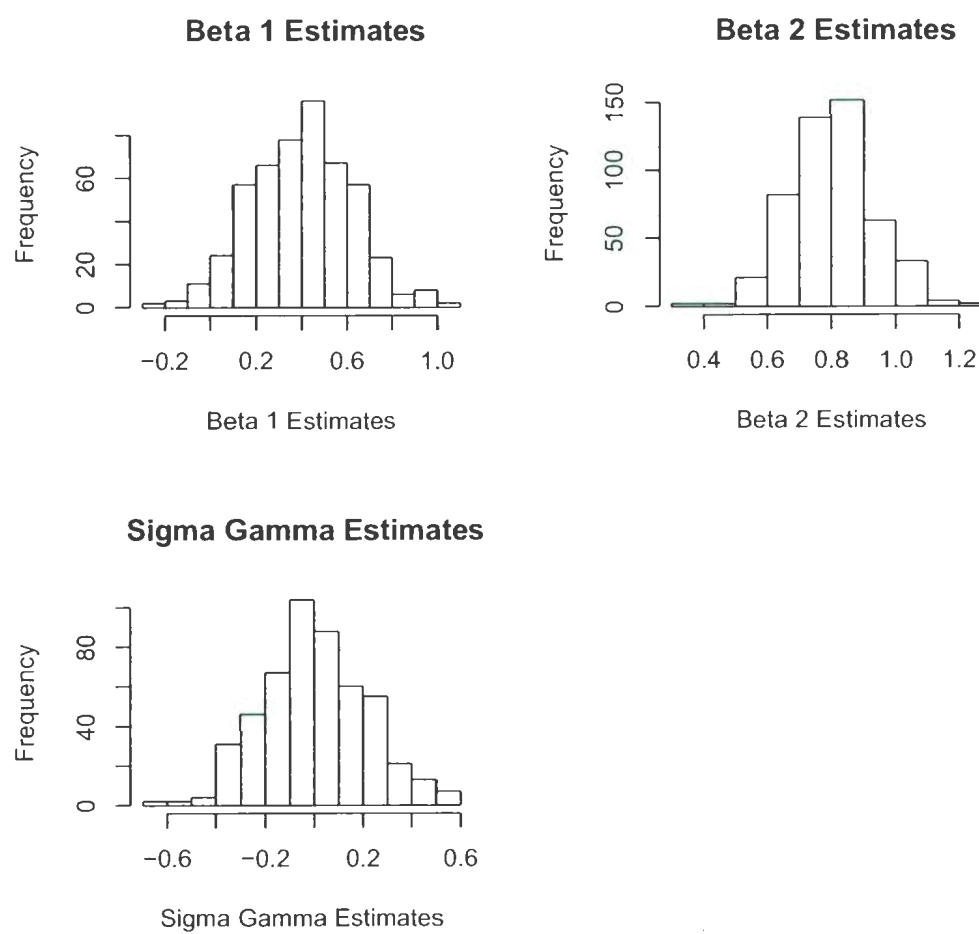 Beta 1 Estimates
Frequency
0 20 60
−0.2 0.2 0.6 1.0
Beta 1 Estimates
Beta 2 Estimates
Frequency
0 50 100 150
0.4 0.6 0.8 1.0 1.2
Beta 2 Estimates
Sigma Gamma Estimates
Frequency
0 40 80
−0.6 −0.2 0.2 0.6
Sigma Gamma Estimates